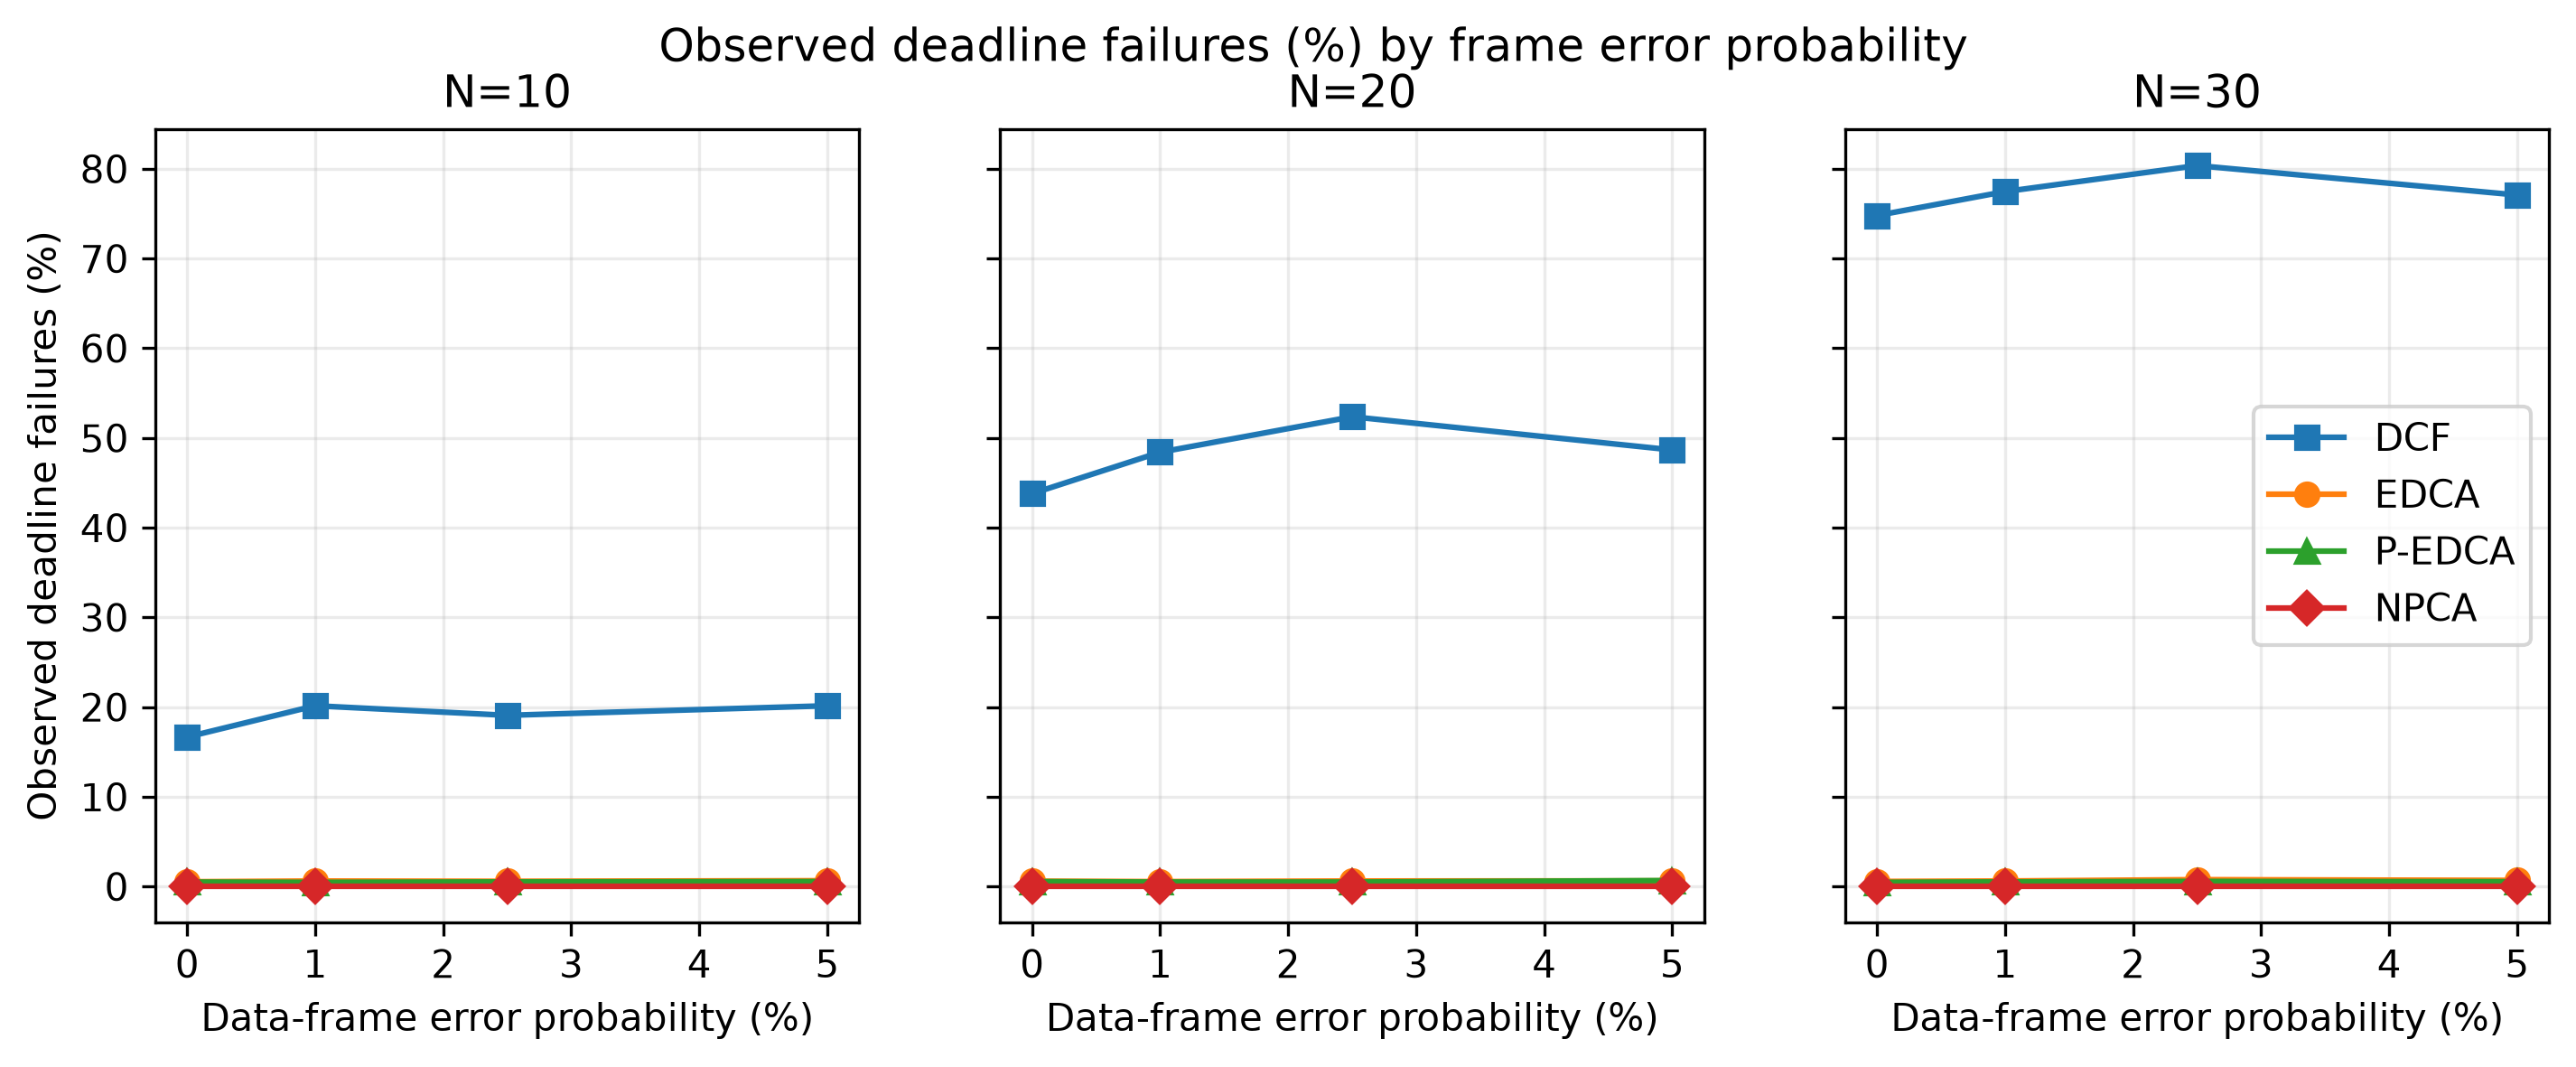 Observed deadline failures (%) by frame error probability
N=10
N=20
N=30
Observed deadline failures (%)
80
70
60
50
40
30
20
10
0
DCF
EDCA
P-EDCA
NPCA
0 1 2 3 4 5
0 1 2 3 4 5
0 1 2 3 4 5
Data-frame error probability (%)
Data-frame error probability (%)
Data-frame error probability (%)